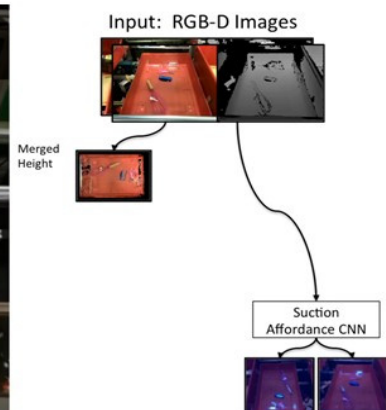 Input: RGB-D Images
Merged
Height
Suction
Affordance CNN